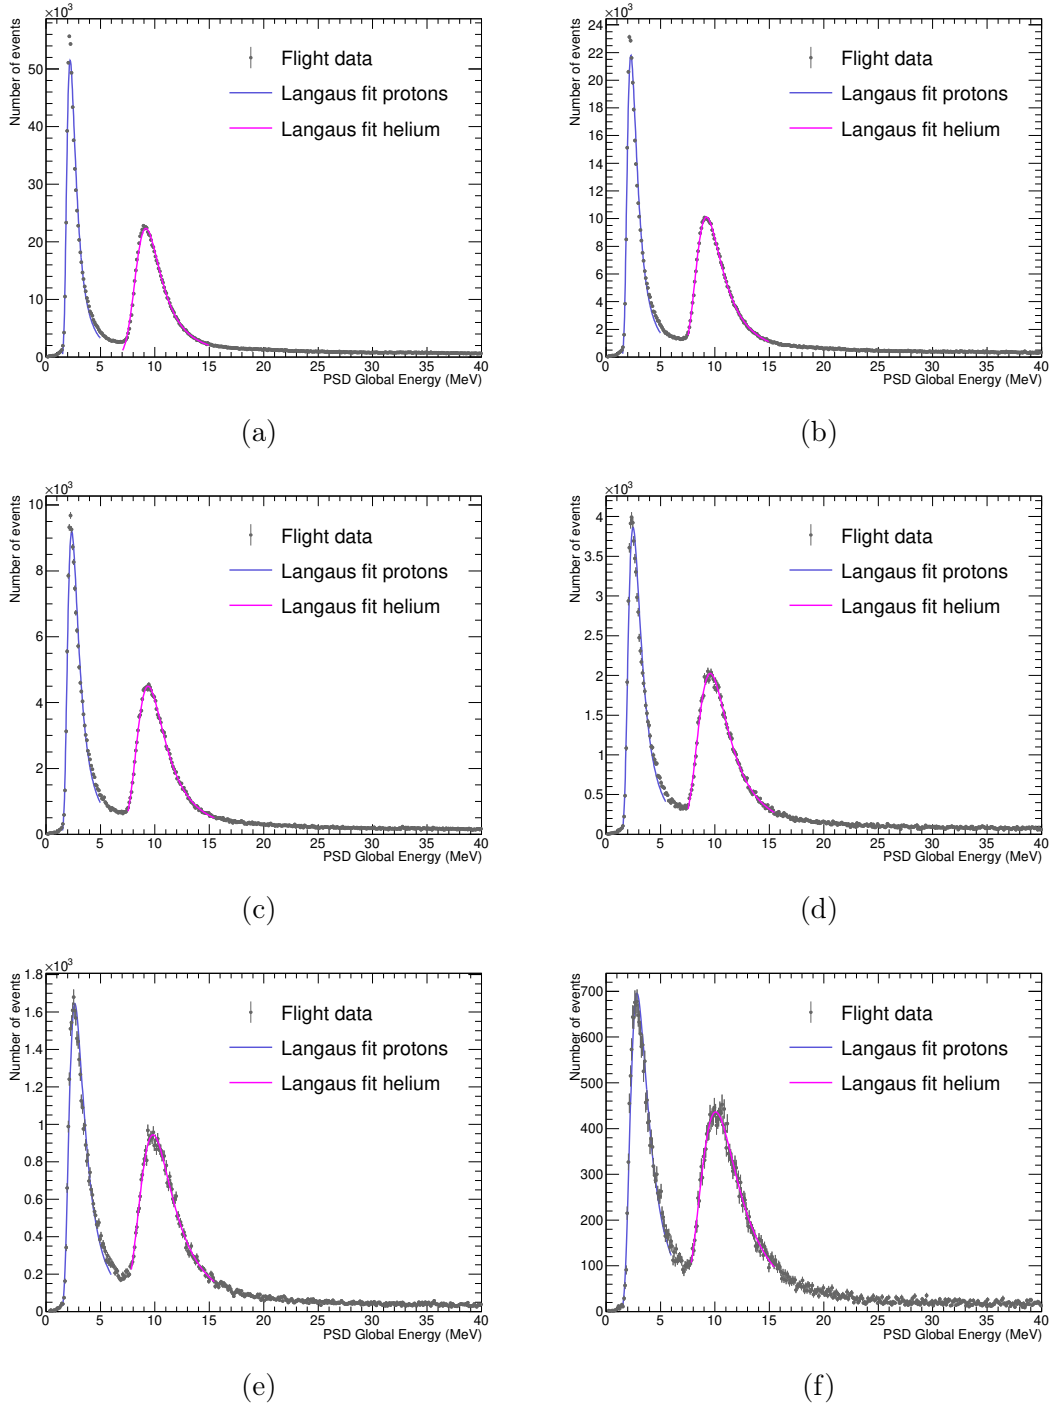 ×10³
Number of events
Flight data
Langaus fit protons
Langaus fit helium
50
40
30
20
10
0
0 5 10 15 20 25 30 35 40
PSD Global Energy (MeV)
(a)
×10³
Number of events
Flight data
Langaus fit protons
Langaus fit helium
24
22
20
18
16
14
12
10
8
6
4
2
0
0 5 10 15 20 25 30 35 40
PSD Global Energy (MeV)
(b)
×10³
Number of events
Flight data
Langaus fit protons
Langaus fit helium
10
8
6
4
2
0
0 5 10 15 20 25 30 35 40
PSD Global Energy (MeV)
(c)
×10³
Number of events
Flight data
Langaus fit protons
Langaus fit helium
4
3.5
3
2.5
2
1.5
1
0.5
0
0 5 10 15 20 25 30 35 40
PSD Global Energy (MeV)
(d)
×10³
Number of events
Flight data
Langaus fit protons
Langaus fit helium
1.8
1.6
1.4
1.2
1
0.8
0.6
0.4
0.2
0
0 5 10 15 20 25 30 35 40
PSD Global Energy (MeV)
(e)
Number of events
Flight data
Langaus fit protons
Langaus fit helium
700
600
500
400
300
200
100
0
0 5 10 15 20 25 30 35 40
PSD Global Energy (MeV)
(f)